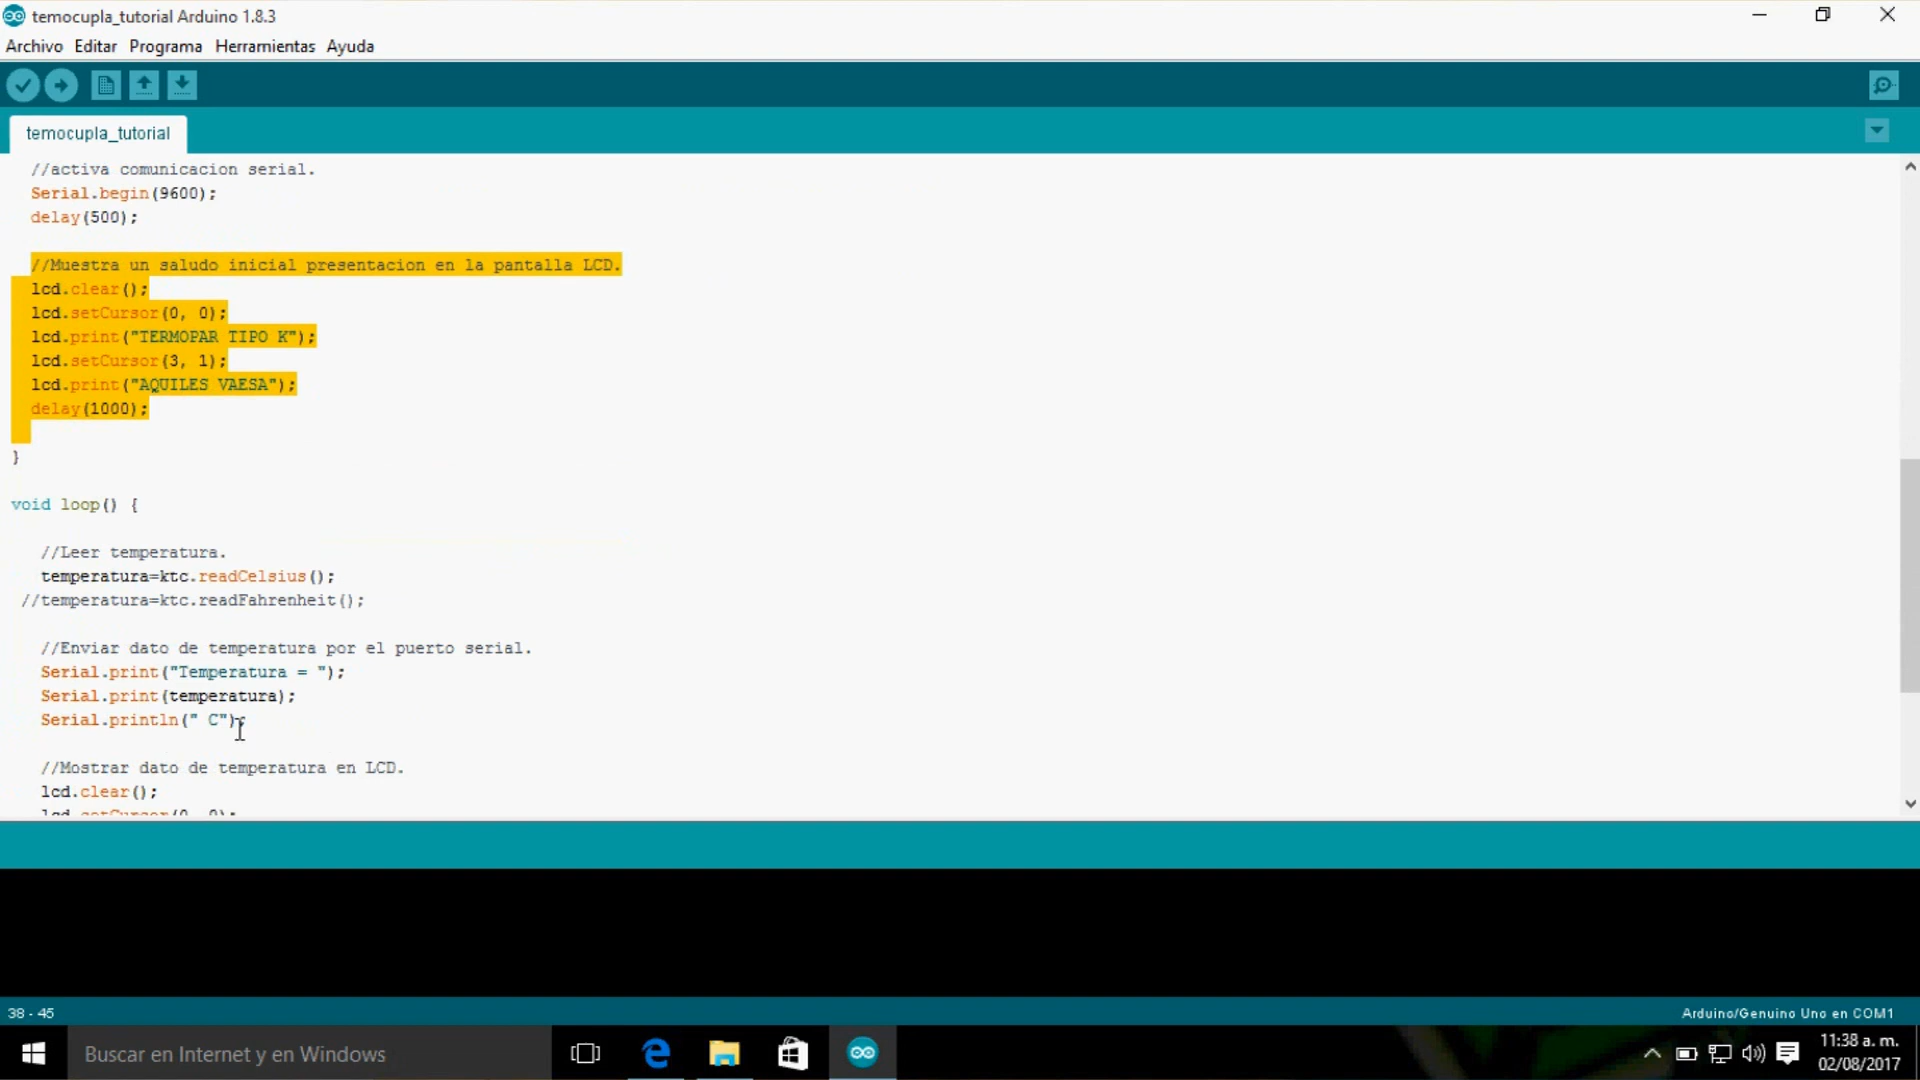 temocupla_tutorial Arduino 1.8.3
Archivo Editar Programa Herramientas Ayuda
temocupla_tutorial
//activa comunicacion serial.
Serial.begin(9600);
delay(500);
//Muestra un saludo inicial presentacion en la pantalla LCD.
lcd.clear();
lcd.setCursor(0, 0);
lcd.print("TERMOPAR TIPO K");
lcd.setCursor(3, 1);
lcd.print("AQUILES VAESA");
delay(1000);
}
void loop() {
//Leer temperatura.
temperatura=ktc.readCelsius();
//temperatura=ktc.readFahrenheit();
//Enviar dato de temperatura por el puerto serial.
Serial.print("Temperatura = ");
Serial.print(temperatura);
Serial.println(" C");
//Mostrar dato de temperatura en LCD.
lcd.clear();
lcd.setCursor(0, 0);
38 - 45
Arduino/Genuino Uno en COM1
Buscar en Internet y en Windows
11:38 a. m.
02/08/2017